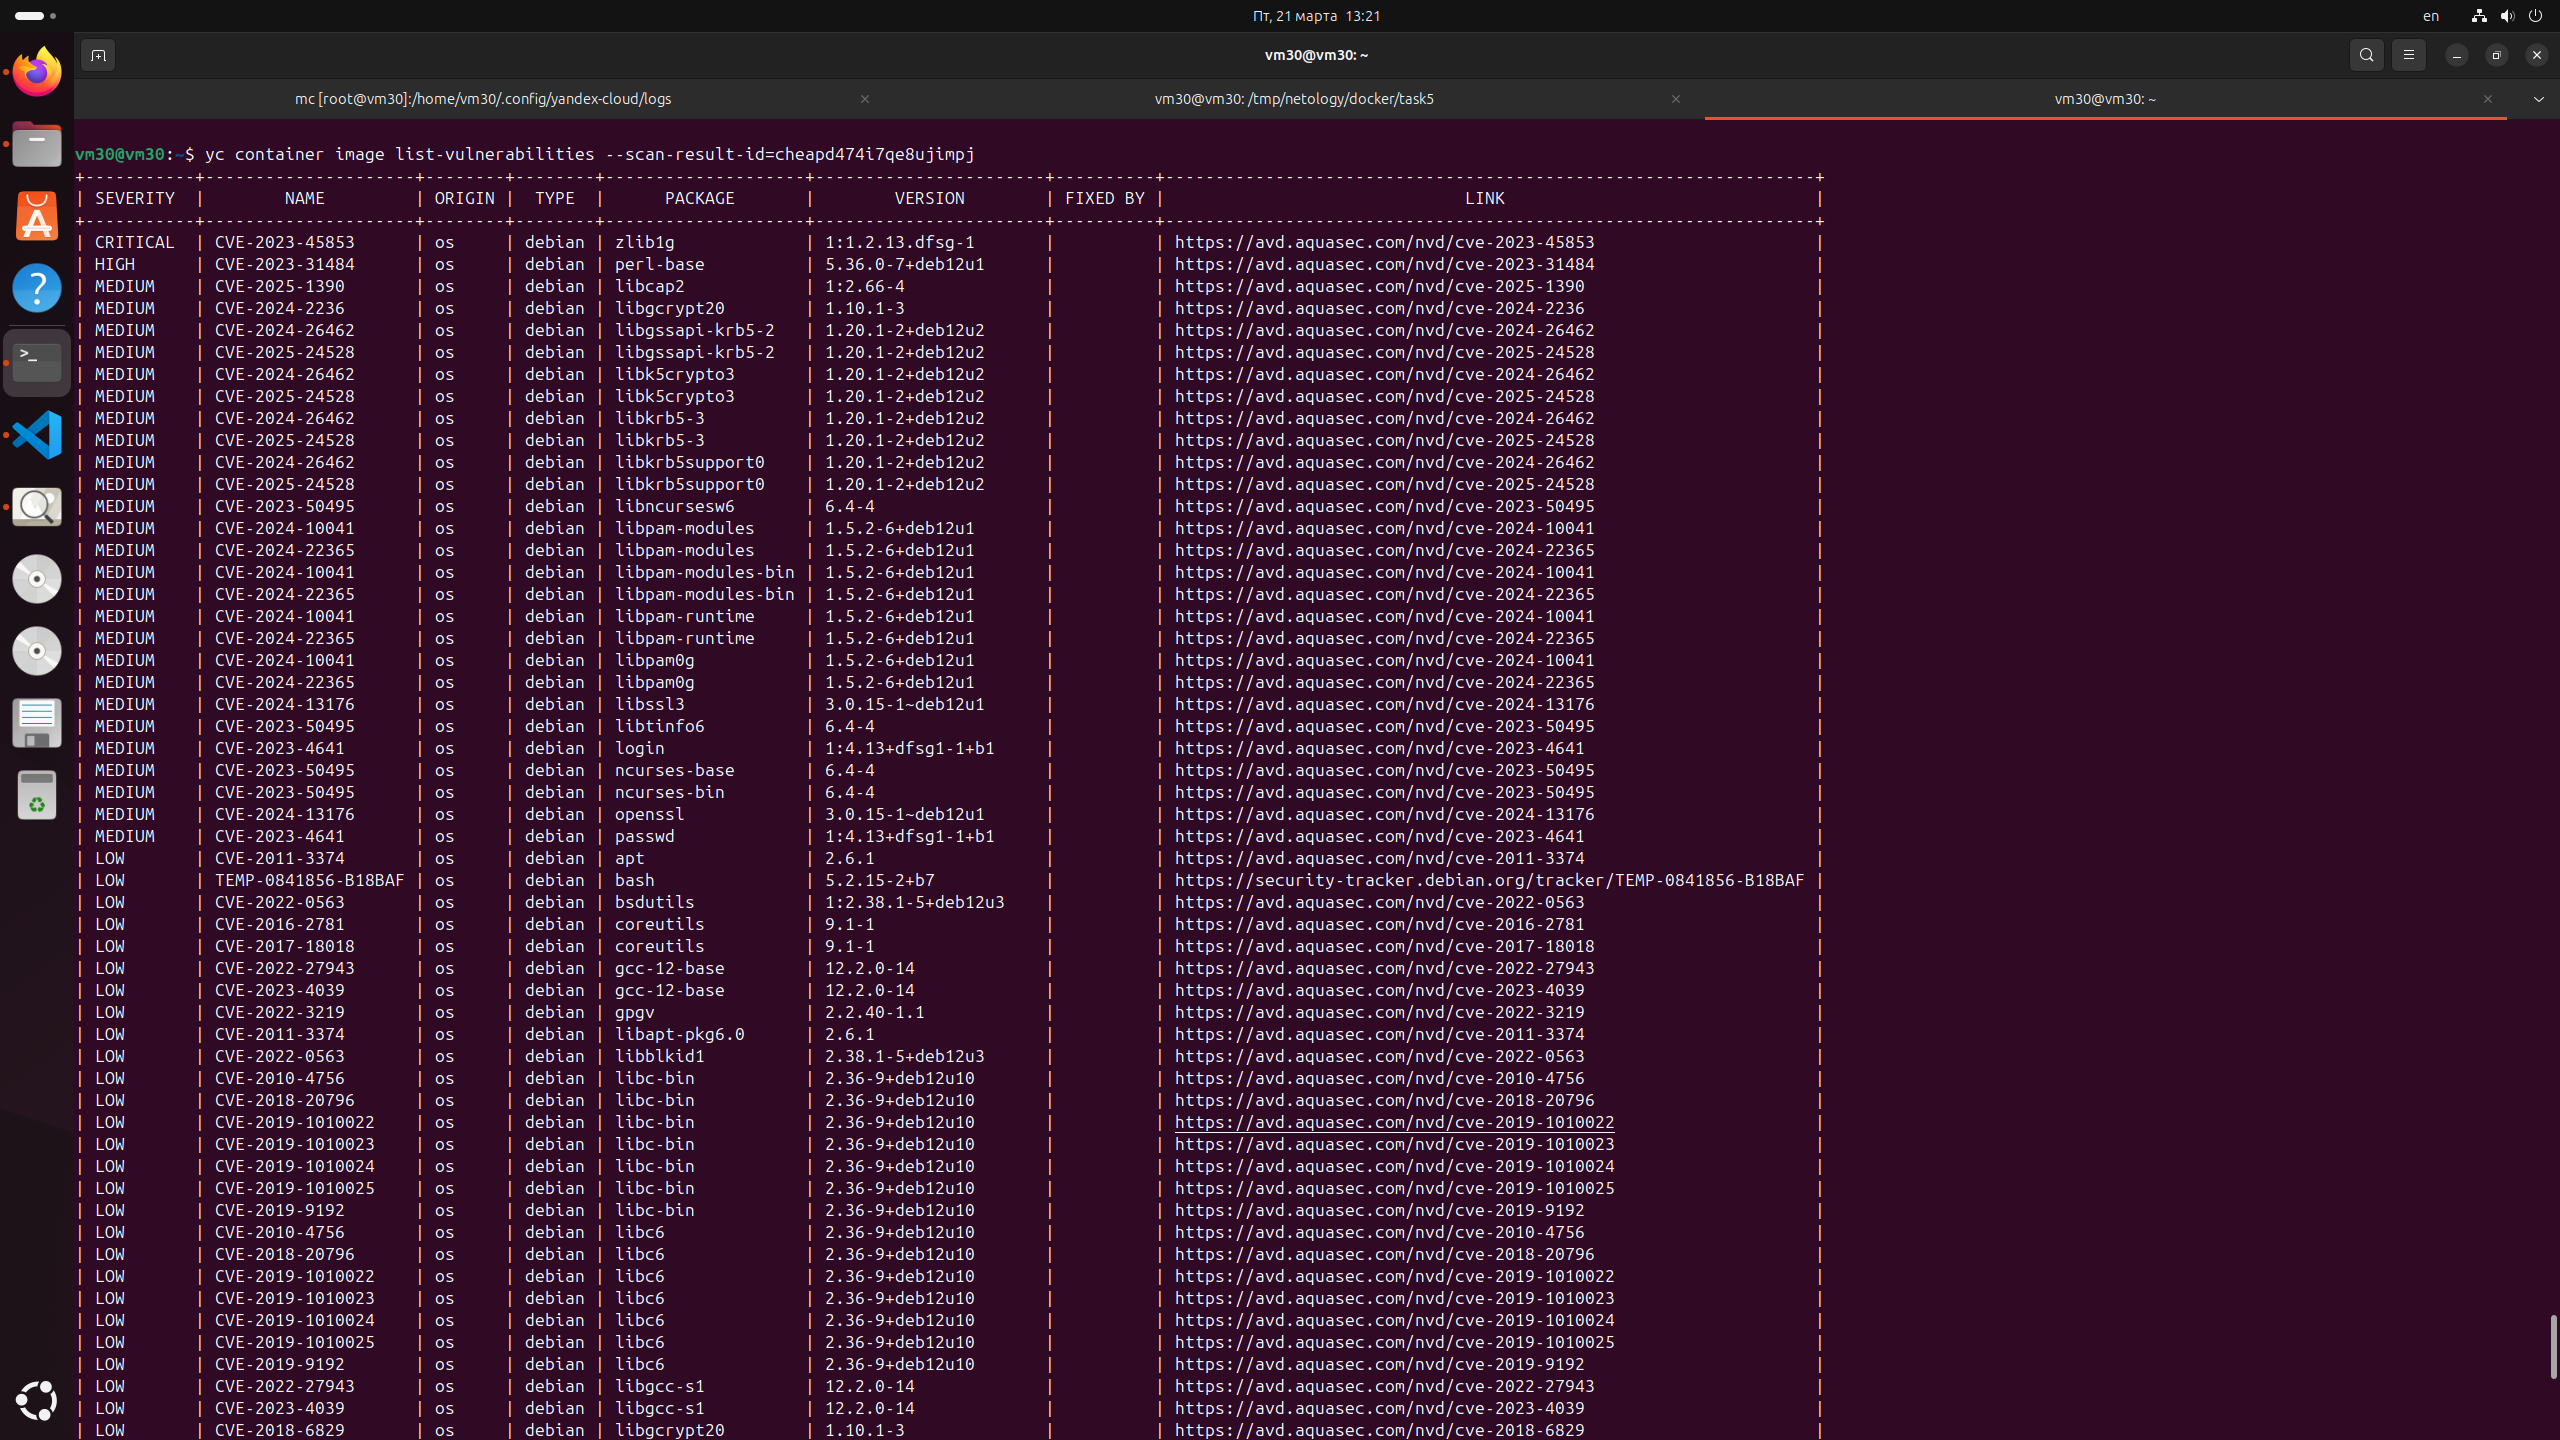 Пт, 21 марта 13:21
en
vm30@vm30: ~
mc [root@vm30]:/home/vm30/.config/yandex-cloud/logs
vm30@vm30: /tmp/netology/docker/task5
vm30@vm30: ~
vm30@vm30:~$ yc container image list-vulnerabilities --scan-result-id=cheapd474i7qe8ujimpj
| SEVERITY | NAME | ORIGIN | TYPE | PACKAGE | VERSION | FIXED BY | LINK |
| CRITICAL | CVE-2023-45853 | os | debian | zlib1g | 1:1.2.13.dfsg-1 | | https://avd.aquasec.com/nvd/cve-2023-45853 |
| HIGH | CVE-2023-31484 | os | debian | perl-base | 5.36.0-7+deb12u1 | | https://avd.aquasec.com/nvd/cve-2023-31484 |
| MEDIUM | CVE-2025-1390 | os | debian | libcap2 | 1:2.66-4 | | https://avd.aquasec.com/nvd/cve-2025-1390 |
| MEDIUM | CVE-2024-2236 | os | debian | libgcrypt20 | 1.10.1-3 | | https://avd.aquasec.com/nvd/cve-2024-2236 |
| MEDIUM | CVE-2024-26462 | os | debian | libgssapi-krb5-2 | 1.20.1-2+deb12u2 | | https://avd.aquasec.com/nvd/cve-2024-26462 |
| MEDIUM | CVE-2025-24528 | os | debian | libgssapi-krb5-2 | 1.20.1-2+deb12u2 | | https://avd.aquasec.com/nvd/cve-2025-24528 |
| MEDIUM | CVE-2024-26462 | os | debian | libk5crypto3 | 1.20.1-2+deb12u2 | | https://avd.aquasec.com/nvd/cve-2024-26462 |
| MEDIUM | CVE-2025-24528 | os | debian | libk5crypto3 | 1.20.1-2+deb12u2 | | https://avd.aquasec.com/nvd/cve-2025-24528 |
| MEDIUM | CVE-2024-26462 | os | debian | libkrb5-3 | 1.20.1-2+deb12u2 | | https://avd.aquasec.com/nvd/cve-2024-26462 |
| MEDIUM | CVE-2025-24528 | os | debian | libkrb5-3 | 1.20.1-2+deb12u2 | | https://avd.aquasec.com/nvd/cve-2025-24528 |
| MEDIUM | CVE-2024-26462 | os | debian | libkrb5support0 | 1.20.1-2+deb12u2 | | https://avd.aquasec.com/nvd/cve-2024-26462 |
| MEDIUM | CVE-2025-24528 | os | debian | libkrb5support0 | 1.20.1-2+deb12u2 | | https://avd.aquasec.com/nvd/cve-2025-24528 |
| MEDIUM | CVE-2023-50495 | os | debian | libncursesw6 | 6.4-4 | | https://avd.aquasec.com/nvd/cve-2023-50495 |
| MEDIUM | CVE-2024-10041 | os | debian | libpam-modules | 1.5.2-6+deb12u1 | | https://avd.aquasec.com/nvd/cve-2024-10041 |
| MEDIUM | CVE-2024-22365 | os | debian | libpam-modules | 1.5.2-6+deb12u1 | | https://avd.aquasec.com/nvd/cve-2024-22365 |
| MEDIUM | CVE-2024-10041 | os | debian | libpam-modules-bin | 1.5.2-6+deb12u1 | | https://avd.aquasec.com/nvd/cve-2024-10041 |
| MEDIUM | CVE-2024-22365 | os | debian | libpam-modules-bin | 1.5.2-6+deb12u1 | | https://avd.aquasec.com/nvd/cve-2024-22365 |
| MEDIUM | CVE-2024-10041 | os | debian | libpam-runtime | 1.5.2-6+deb12u1 | | https://avd.aquasec.com/nvd/cve-2024-10041 |
| MEDIUM | CVE-2024-22365 | os | debian | libpam-runtime | 1.5.2-6+deb12u1 | | https://avd.aquasec.com/nvd/cve-2024-22365 |
| MEDIUM | CVE-2024-10041 | os | debian | libpam0g | 1.5.2-6+deb12u1 | | https://avd.aquasec.com/nvd/cve-2024-10041 |
| MEDIUM | CVE-2024-22365 | os | debian | libpam0g | 1.5.2-6+deb12u1 | | https://avd.aquasec.com/nvd/cve-2024-22365 |
| MEDIUM | CVE-2024-13176 | os | debian | libssl3 | 3.0.15-1~deb12u1 | | https://avd.aquasec.com/nvd/cve-2024-13176 |
| MEDIUM | CVE-2023-50495 | os | debian | libtinfo6 | 6.4-4 | | https://avd.aquasec.com/nvd/cve-2023-50495 |
| MEDIUM | CVE-2023-4641 | os | debian | login | 1:4.13+dfsg1-1+b1 | | https://avd.aquasec.com/nvd/cve-2023-4641 |
| MEDIUM | CVE-2023-50495 | os | debian | ncurses-base | 6.4-4 | | https://avd.aquasec.com/nvd/cve-2023-50495 |
| MEDIUM | CVE-2023-50495 | os | debian | ncurses-bin | 6.4-4 | | https://avd.aquasec.com/nvd/cve-2023-50495 |
| MEDIUM | CVE-2024-13176 | os | debian | openssl | 3.0.15-1~deb12u1 | | https://avd.aquasec.com/nvd/cve-2024-13176 |
| MEDIUM | CVE-2023-4641 | os | debian | passwd | 1:4.13+dfsg1-1+b1 | | https://avd.aquasec.com/nvd/cve-2023-4641 |
| LOW | CVE-2011-3374 | os | debian | apt | 2.6.1 | | https://avd.aquasec.com/nvd/cve-2011-3374 |
| LOW | TEMP-0841856-B18BAF | os | debian | bash | 5.2.15-2+b7 | | https://security-tracker.debian.org/tracker/TEMP-0841856-B18BAF |
| LOW | CVE-2022-0563 | os | debian | bsdutils | 1:2.38.1-5+deb12u3 | | https://avd.aquasec.com/nvd/cve-2022-0563 |
| LOW | CVE-2016-2781 | os | debian | coreutils | 9.1-1 | | https://avd.aquasec.com/nvd/cve-2016-2781 |
| LOW | CVE-2017-18018 | os | debian | coreutils | 9.1-1 | | https://avd.aquasec.com/nvd/cve-2017-18018 |
| LOW | CVE-2022-27943 | os | debian | gcc-12-base | 12.2.0-14 | | https://avd.aquasec.com/nvd/cve-2022-27943 |
| LOW | CVE-2023-4039 | os | debian | gcc-12-base | 12.2.0-14 | | https://avd.aquasec.com/nvd/cve-2023-4039 |
| LOW | CVE-2022-3219 | os | debian | gpgv | 2.2.40-1.1 | | https://avd.aquasec.com/nvd/cve-2022-3219 |
| LOW | CVE-2011-3374 | os | debian | libapt-pkg6.0 | 2.6.1 | | https://avd.aquasec.com/nvd/cve-2011-3374 |
| LOW | CVE-2022-0563 | os | debian | libblkid1 | 2.38.1-5+deb12u3 | | https://avd.aquasec.com/nvd/cve-2022-0563 |
| LOW | CVE-2010-4756 | os | debian | libc-bin | 2.36-9+deb12u10 | | https://avd.aquasec.com/nvd/cve-2010-4756 |
| LOW | CVE-2018-20796 | os | debian | libc-bin | 2.36-9+deb12u10 | | https://avd.aquasec.com/nvd/cve-2018-20796 |
| LOW | CVE-2019-1010022 | os | debian | libc-bin | 2.36-9+deb12u10 | | https://avd.aquasec.com/nvd/cve-2019-1010022 |
| LOW | CVE-2019-1010023 | os | debian | libc-bin | 2.36-9+deb12u10 | | https://avd.aquasec.com/nvd/cve-2019-1010023 |
| LOW | CVE-2019-1010024 | os | debian | libc-bin | 2.36-9+deb12u10 | | https://avd.aquasec.com/nvd/cve-2019-1010024 |
| LOW | CVE-2019-1010025 | os | debian | libc-bin | 2.36-9+deb12u10 | | https://avd.aquasec.com/nvd/cve-2019-1010025 |
| LOW | CVE-2019-9192 | os | debian | libc-bin | 2.36-9+deb12u10 | | https://avd.aquasec.com/nvd/cve-2019-9192 |
| LOW | CVE-2010-4756 | os | debian | libc6 | 2.36-9+deb12u10 | | https://avd.aquasec.com/nvd/cve-2010-4756 |
| LOW | CVE-2018-20796 | os | debian | libc6 | 2.36-9+deb12u10 | | https://avd.aquasec.com/nvd/cve-2018-20796 |
| LOW | CVE-2019-1010022 | os | debian | libc6 | 2.36-9+deb12u10 | | https://avd.aquasec.com/nvd/cve-2019-1010022 |
| LOW | CVE-2019-1010023 | os | debian | libc6 | 2.36-9+deb12u10 | | https://avd.aquasec.com/nvd/cve-2019-1010023 |
| LOW | CVE-2019-1010024 | os | debian | libc6 | 2.36-9+deb12u10 | | https://avd.aquasec.com/nvd/cve-2019-1010024 |
| LOW | CVE-2019-1010025 | os | debian | libc6 | 2.36-9+deb12u10 | | https://avd.aquasec.com/nvd/cve-2019-1010025 |
| LOW | CVE-2019-9192 | os | debian | libc6 | 2.36-9+deb12u10 | | https://avd.aquasec.com/nvd/cve-2019-9192 |
| LOW | CVE-2022-27943 | os | debian | libgcc-s1 | 12.2.0-14 | | https://avd.aquasec.com/nvd/cve-2022-27943 |
| LOW | CVE-2023-4039 | os | debian | libgcc-s1 | 12.2.0-14 | | https://avd.aquasec.com/nvd/cve-2023-4039 |
| LOW | CVE-2018-6829 | os | debian | libgcrypt20 | 1.10.1-3 | | https://avd.aquasec.com/nvd/cve-2018-6829 |